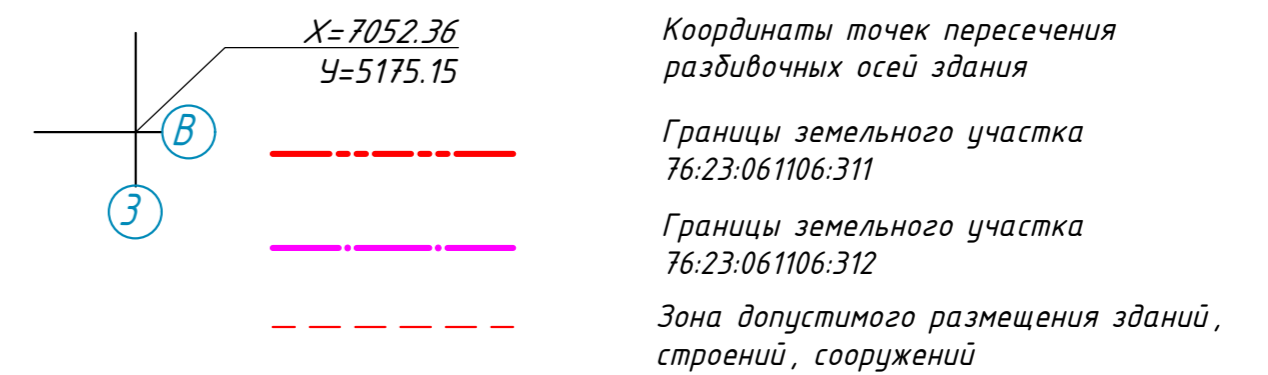 X=7052.36
У=5175.15
В
3
Координаты точек пересечения
разбивочных осей здания
Границы земельного участка
76:23:061106:311
Границы земельного участка
76:23:061106:312
Зона допустимого размещения зданий,
строений, сооружений